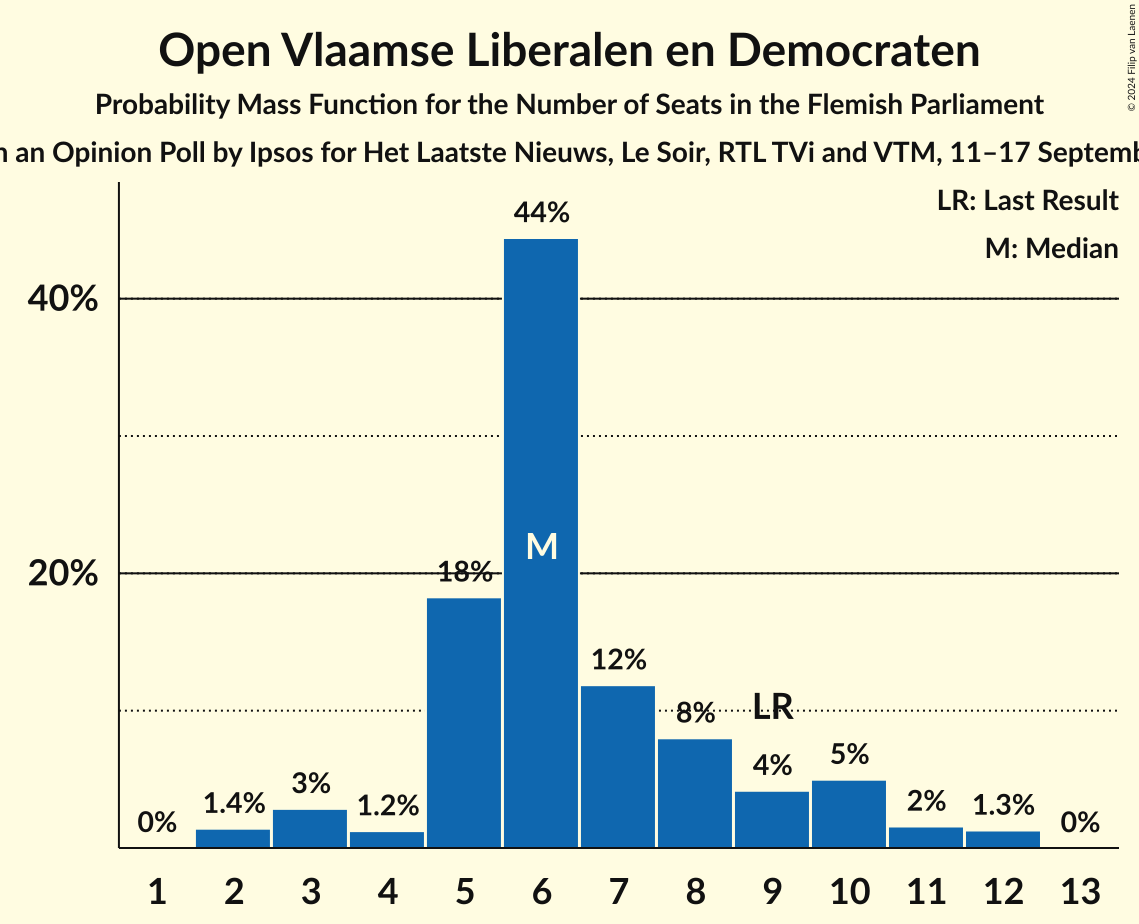 Open Vlaamse Liberalen en Democraten
Probability Mass Function for the Number of Seats in the Flemish Parliament
an Opinion Poll by Ipsos for Het Laatste Nieuws, Le Soir, RTL TVi and VTM, 11–17 Septemb
© 2024 Filip van Laenen
LR: Last Result
M: Median
44%
40%
M
20%
18%
12%
8%
LR
4%
5%
3%
1.4%
1.2%
2%
1.3%
0%
0%
1 2 3 4 5 6 7 8 9 10 11 12 13